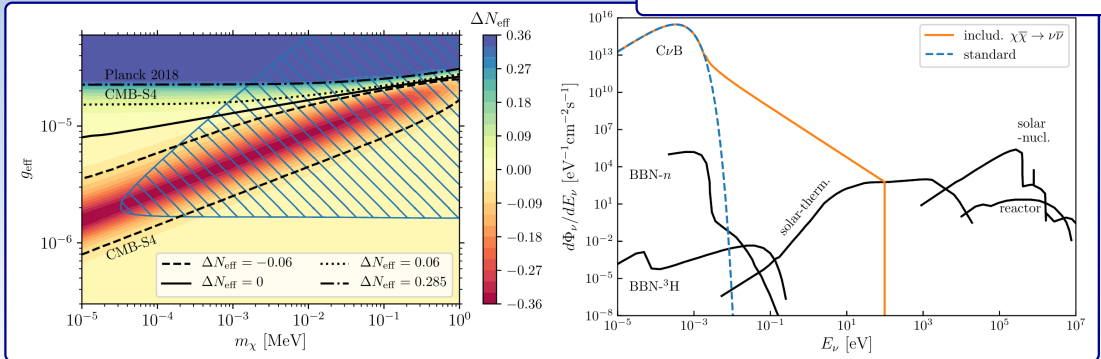 ΔN_eff
0.36
0.27
0.18
0.09
0.00
−0.09
−0.18
−0.27
−0.36
Planck 2018
CMB-S4
CMB-S4
10^−5
10^−6
g_eff
ΔN_eff = −0.06
ΔN_eff = 0
ΔN_eff = 0.06
ΔN_eff = 0.285
10^−5 10^−4 10^−3 10^−2 10^−1 10^0
m_χ [MeV]
10^16
10^13
10^10
10^7
10^4
10^1
10^−2
10^−5
10^−8
dΦ_ν/dE_ν [eV^−1cm^−2s^−1]
CνB
includ. χχ̄ → νν̄
standard
solar
-nucl.
BBN-n
solar-therm.
reactor
BBN-^3H
10^−5 10^−3 10^−1 10^1 10^3 10^5 10^7
E_ν [eV]